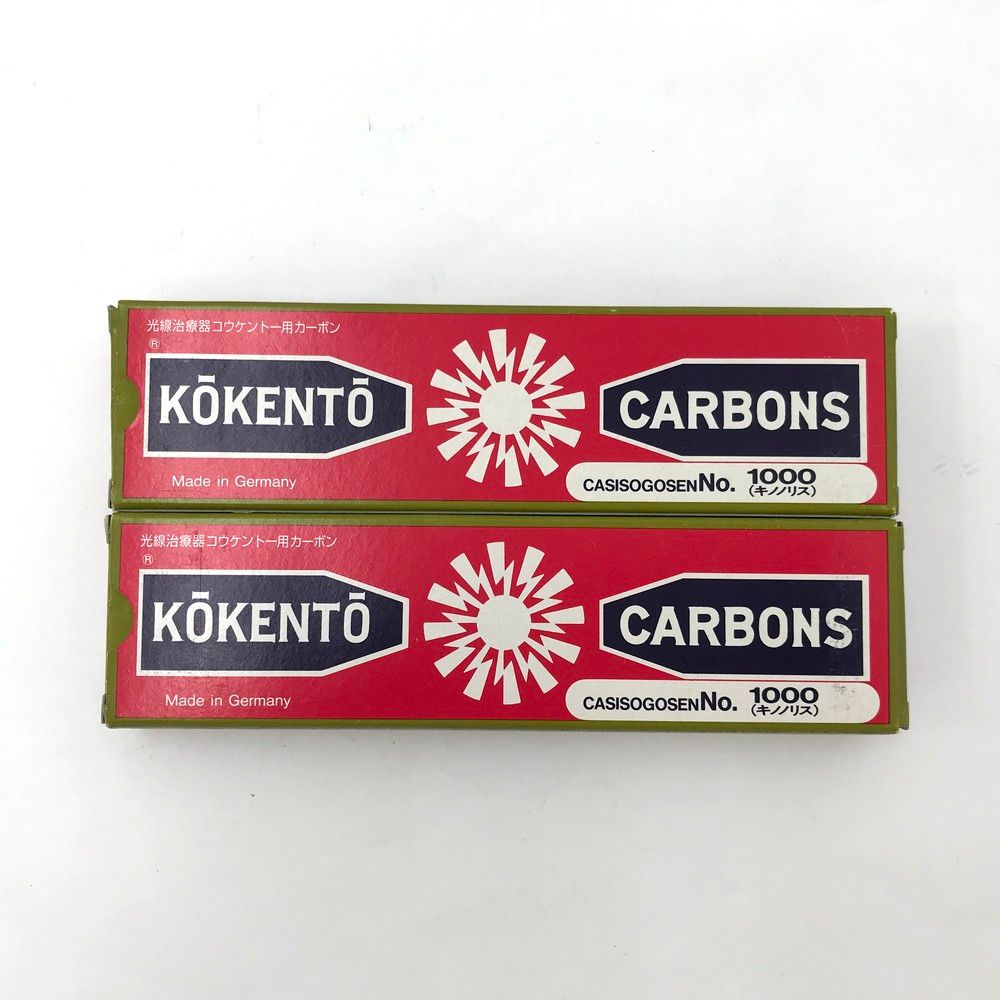 光線治療器コウケントー用カーボン
®
KŌKENTŌ CARBONS
Made in Germany
CASISOGOSEN No. 1000
(キノノリス)
光線治療器コウケントー用カーボン
®
KŌKENTŌ CARBONS
Made in Germany
CASISOGOSEN No. 1000
(キノノリス)